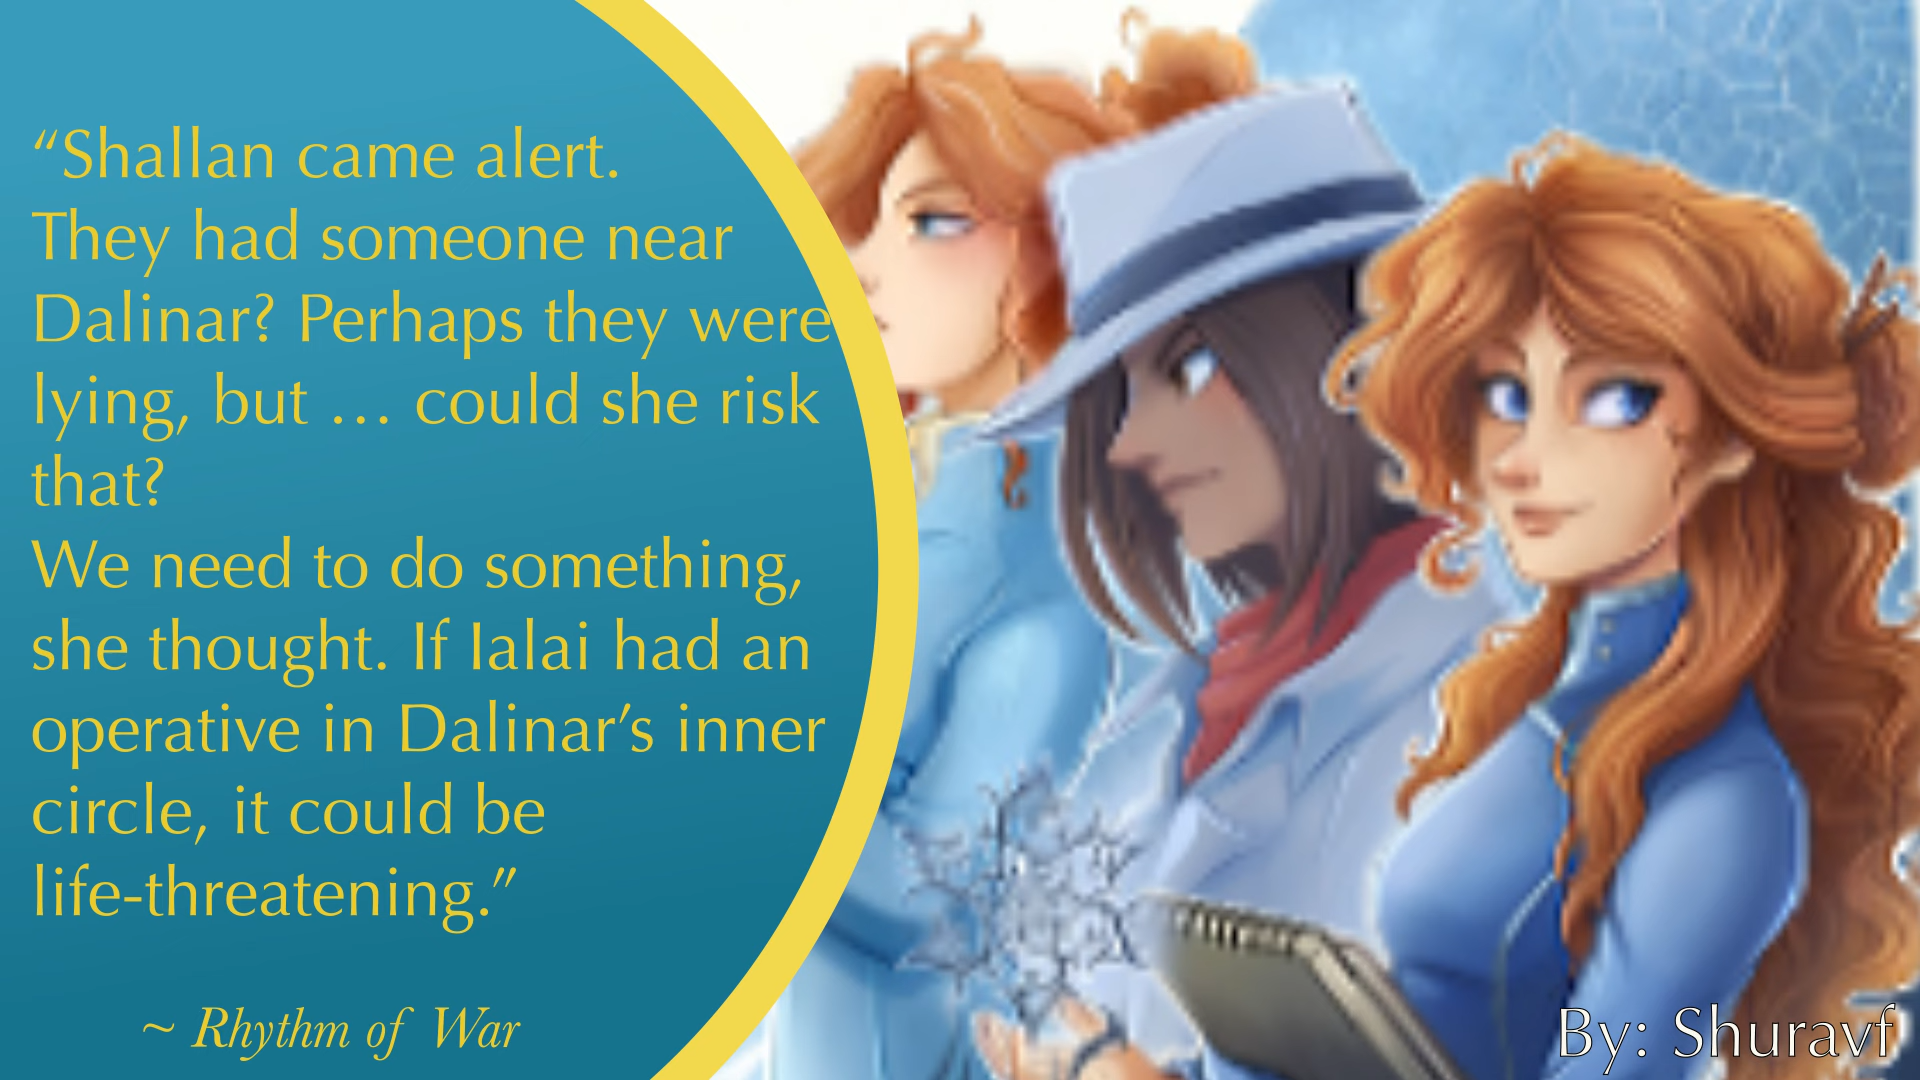 “Shallan came alert.
They had someone near
Dalinar? Perhaps they were
lying, but … could she risk
that?
We need to do something,
she thought. If Ialai had an
operative in Dalinar’s inner
circle, it could be
life-threatening.”
~ Rhythm of War
By: Shuravf